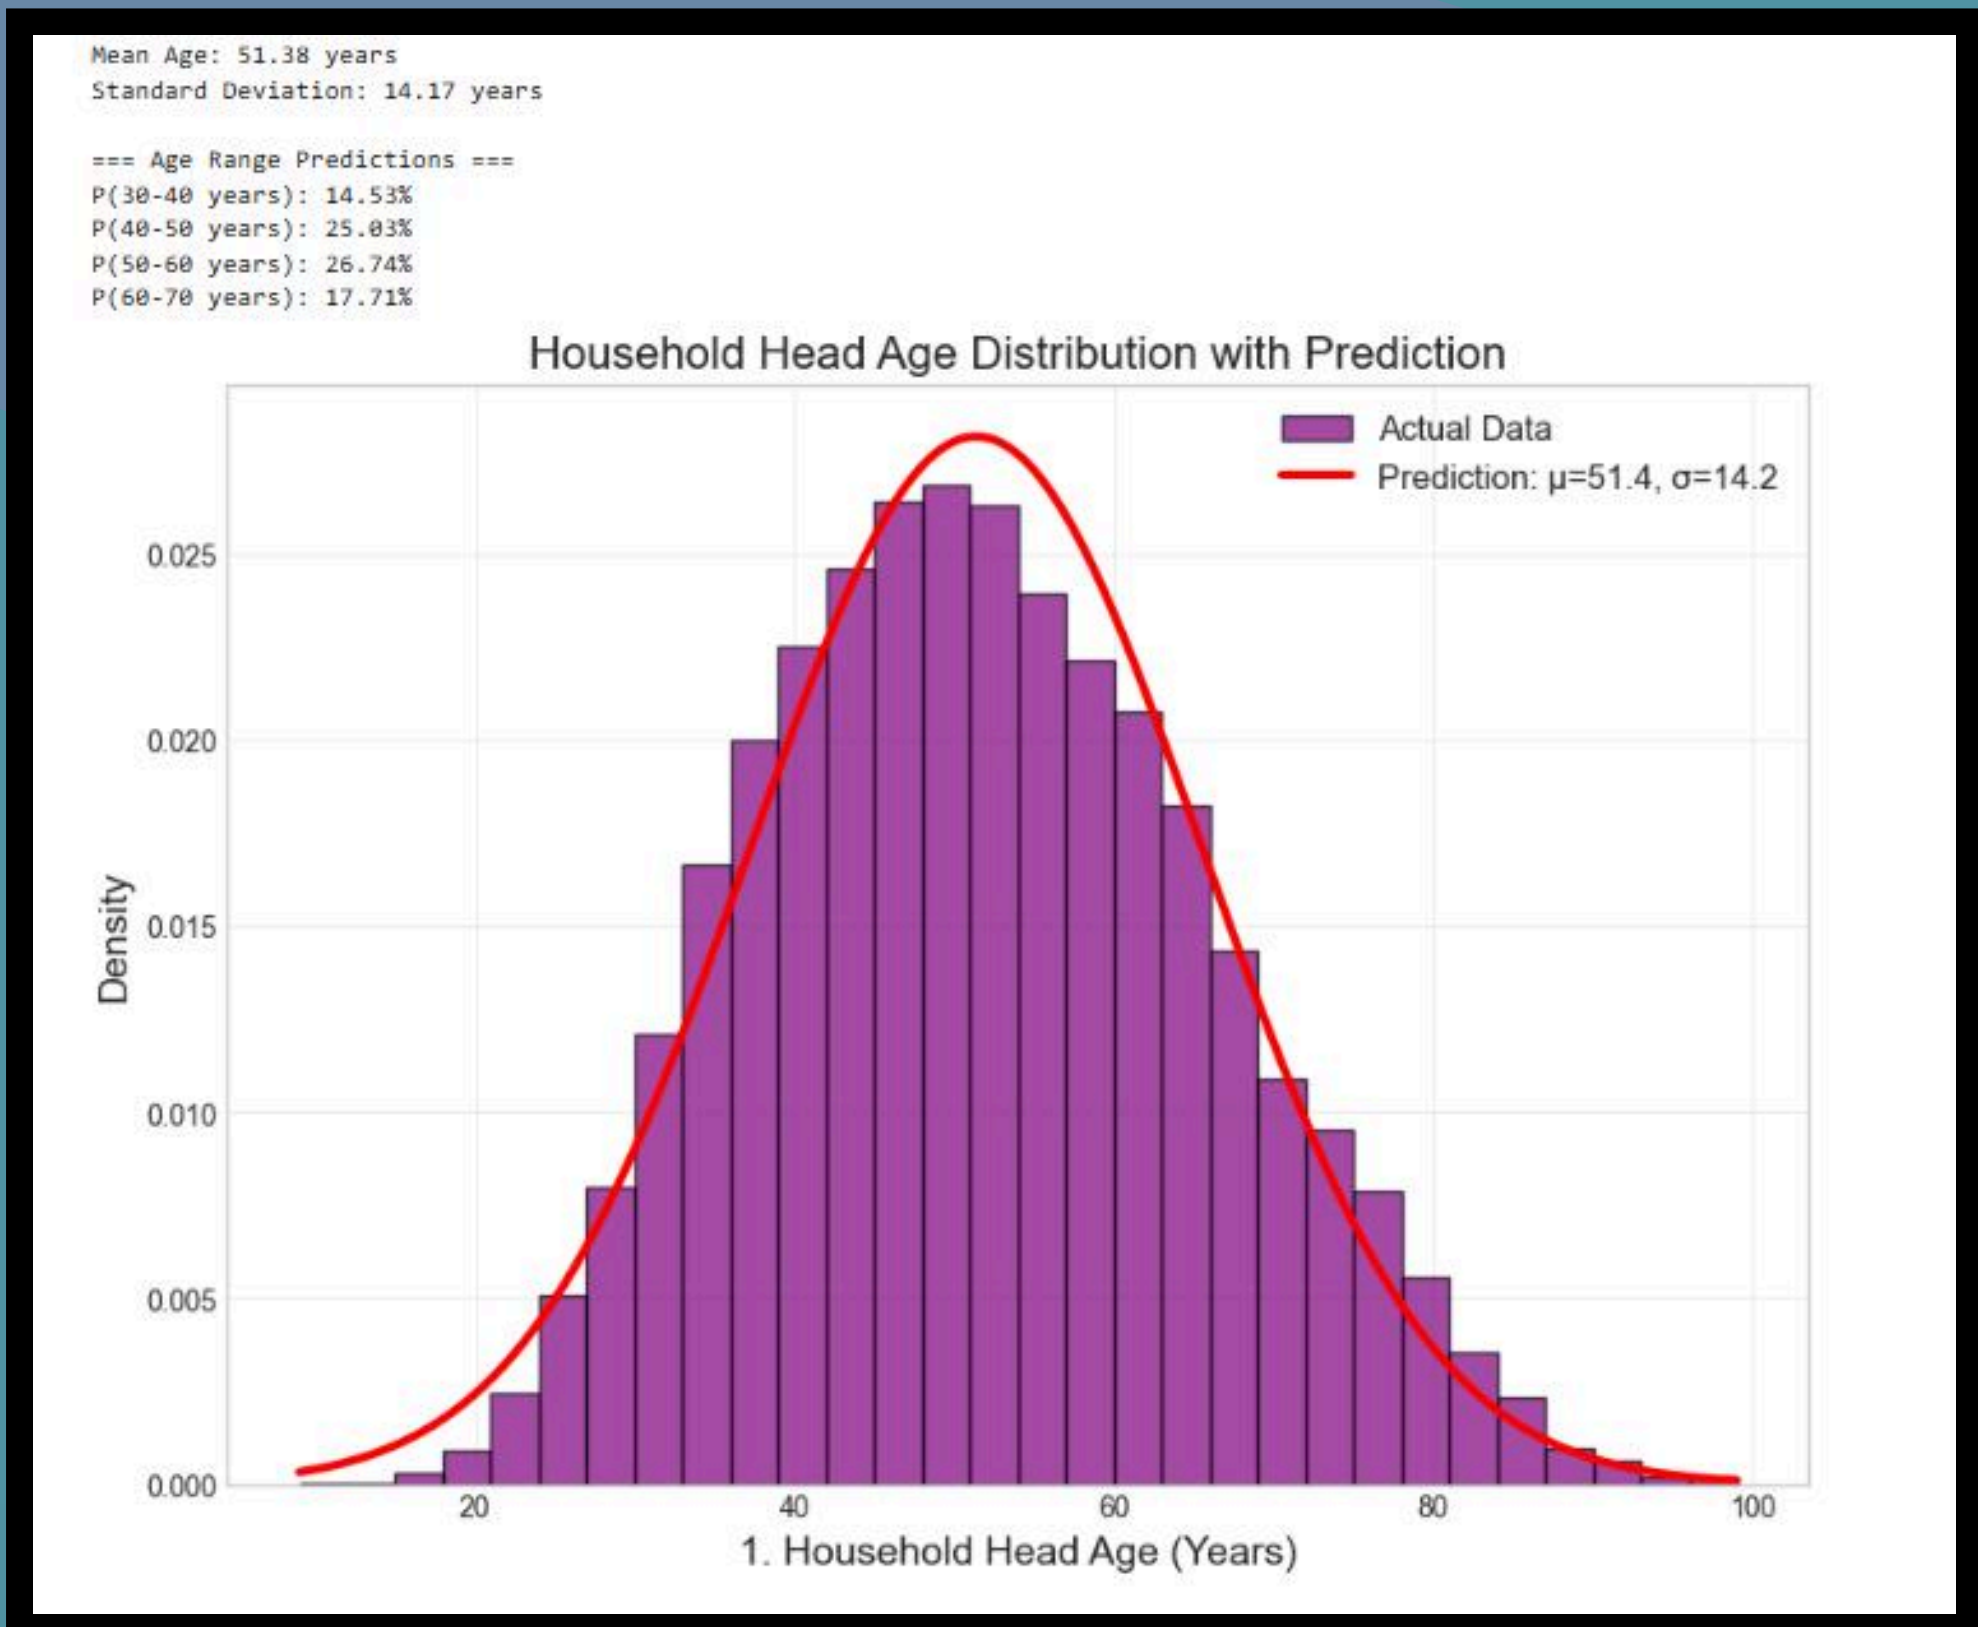 Mean Age: 51.38 years
Standard Deviation: 14.17 years
=== Age Range Predictions ===
P(30-40 years): 14.53%
P(40-50 years): 25.03%
P(50-60 years): 26.74%
P(60-70 years): 17.71%
Household Head Age Distribution with Prediction
Actual Data
Prediction: μ=51.4, σ=14.2
Density
0.025
0.020
0.015
0.010
0.005
0.000
20 40 60 80 100
1. Household Head Age (Years)